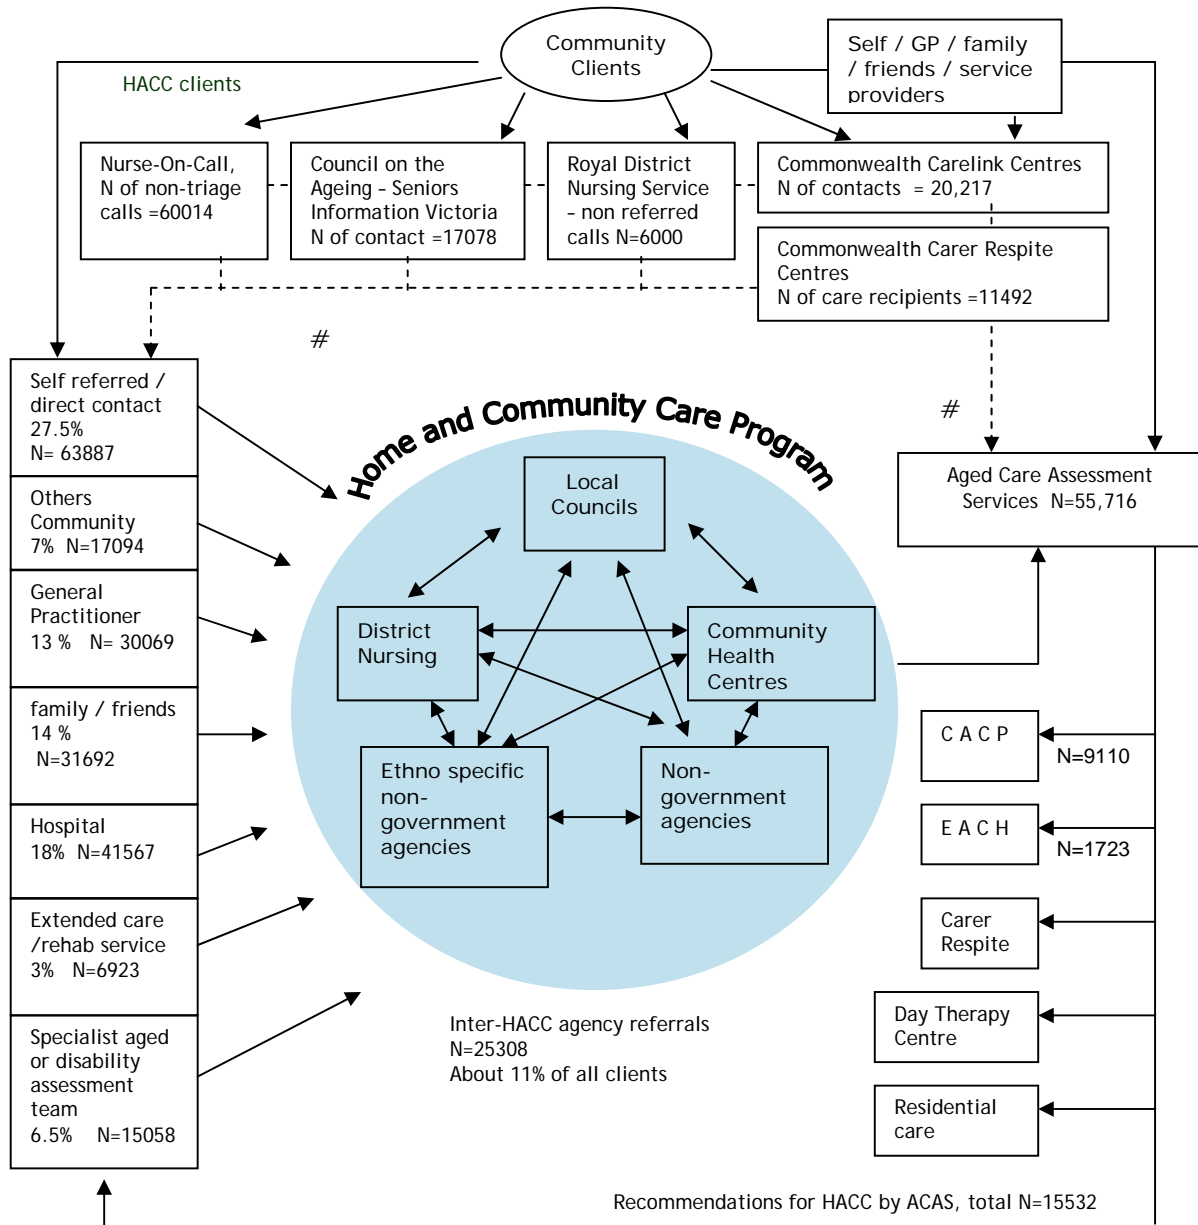 Community
Clients
Self / GP / family
/ friends / service
providers
HACC clients
Nurse-On-Call,
N of non-triage
calls =60014
Council on the
Ageing – Seniors
Information Victoria
N of contact =17078
Royal District
Nursing Service
– non referred
calls N=6000
Commonwealth Carelink Centres
N of contacts = 20,217
Commonwealth Carer Respite
Centres
N of care recipients =11492
#
#
Self referred /
direct contact
27.5%
N= 63887
Others
Community
7% N=17094
General
Practitioner
13 % N= 30069
family / friends
14 %
N=31692
Hospital
18% N=41567
Extended care
/rehab service
3% N=6923
Specialist aged
or disability
assessment
team
6.5% N=15058
Home and Community Care Program
Local
Councils
District
Nursing
Community
Health
Centres
Ethno specific
non-
government
agencies
Non-
government
agencies
Inter-HACC agency referrals
N=25308
About 11% of all clients
Aged Care Assessment
Services N=55,716
C A C P
N=9110
E A C H
N=1723
Carer
Respite
Day Therapy
Centre
Residential
care
Recommendations for HACC by ACAS, total N=15532